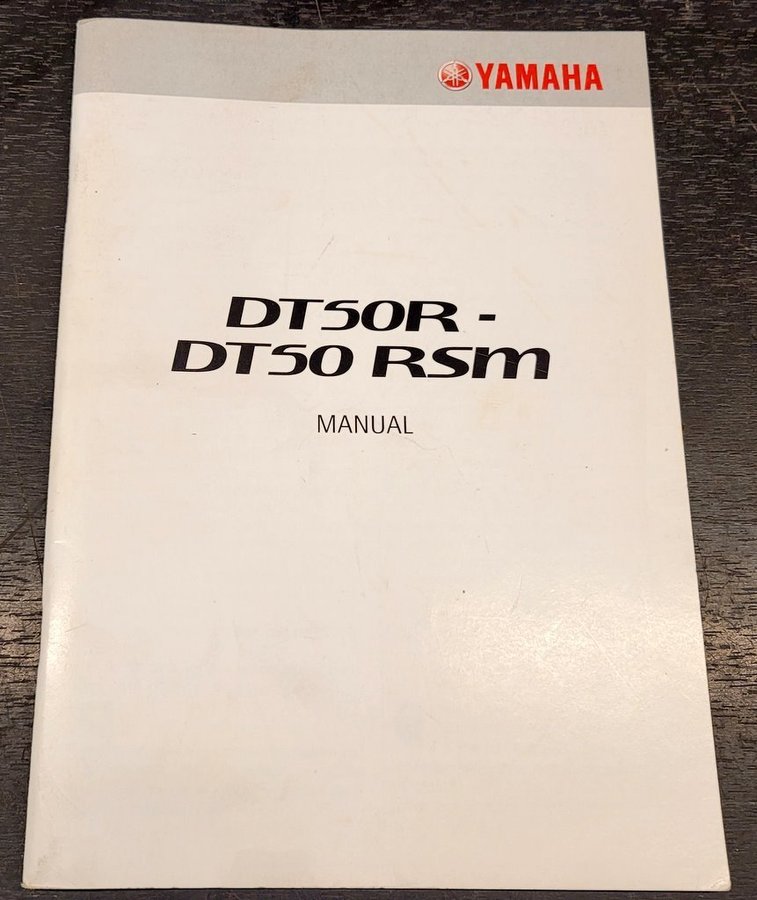 YAMAHA
DT50R -
DT50 RSm
MANUAL